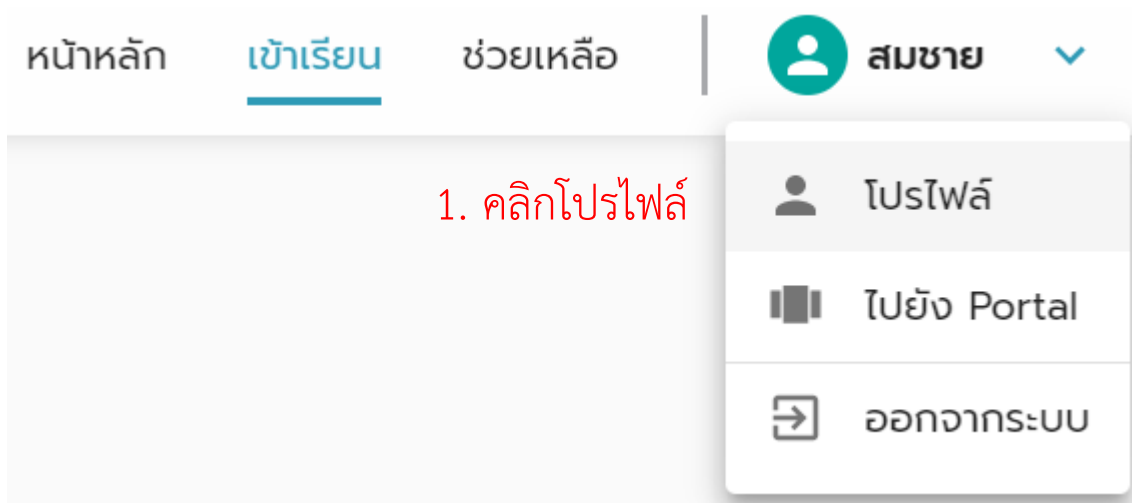 หน้าหลัก เข้าเรียน ช่วยเหลือ สมชาย
1. คลิกโปรไฟล์ โปรไฟล์
ไปยัง Portal
ออกจากระบบ